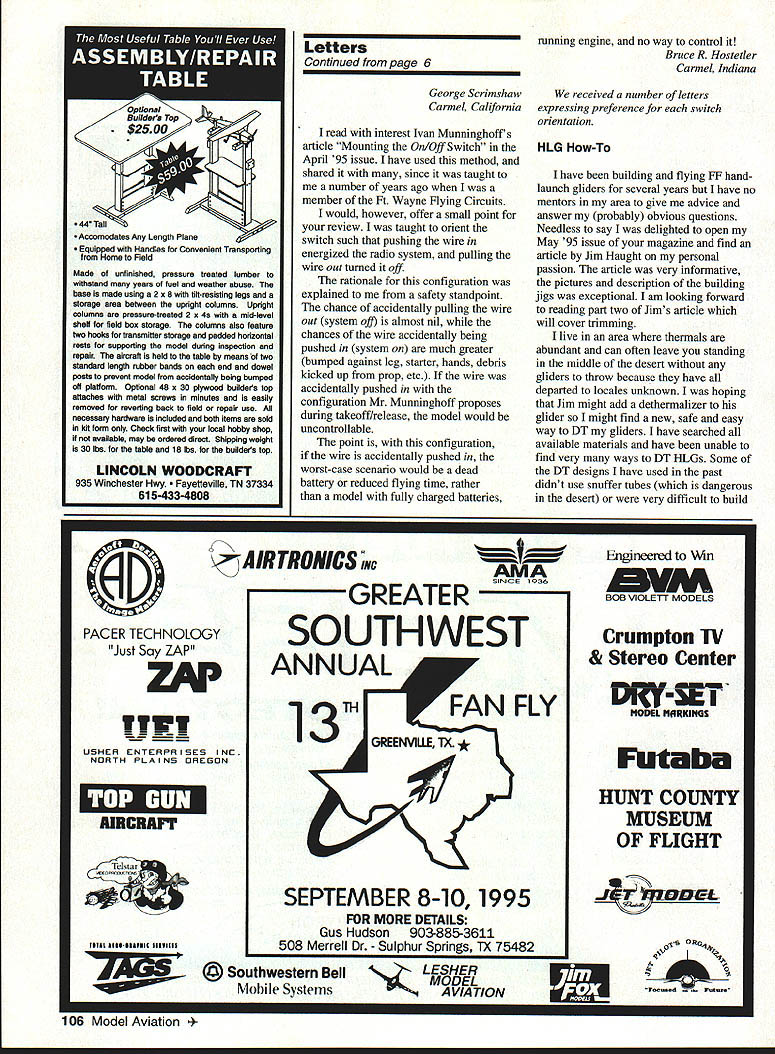 The Most Useful Table You'll Ever Use!
ASSEMBLY/REPAIR
TABLE
Optional
Builder's Top
$25.00
Table
$59.00
• 44" Tall
• Accomodates Any Length Plane
• Equipped with Handles for Convenient Transporting
from Home to Field
Made of unfinished, pressure treated lumber to
withstand many years of fuel and weather abuse. The
base is made using a 2 x 8 with tilt-resisting legs and a
storage area between the upright columns. Upright
columns are pressure-treated 2 x 4s with a mid-level
shelf for field box storage. The columns also feature
two hooks for transmitter storage and pedded horizontal
rests for supporting the model during inspection and
repair. The aircraft is held to the table by means of two
standard length rubber bands on each end and dowel
posts to prevent model from accidentally being bumped
off platform. Optional 48 x 30 plywood builder's top
attaches with metal screws in minutes and is easily
removed for reverting back to field or repair use. All
necessary hardware is included and both items are sold
in kit form only. Check first with your local hobby shop,
if not available, may be ordered direct. Shipping weight
is 30 lbs. for the table and 18 lbs. for the builder's top.
LINCOLN WOODCRAFT
935 Winchester Hwy. • Fayetteville, TN 37334
615-433-4808
Letters
Continued from page 6
George Scrimshaw
Carmel, California
I read with interest Ivan Munninghoff's
article "Mounting the On/Off Switch" in the
April '95 issue. I have used this method, and
shared it with many, since it was taught to
me a number of years ago when I was a
member of the Ft. Wayne Flying Circuits.
I would, however, offer a small point for
your review. I was taught to orient the
switch such that pushing the wire in
energized the radio system, and pulling the
wire out turned it off.
The rationale for this configuration was
explained to me from a safety standpoint.
The chance of accidentally pulling the wire
out (system off) is almost nil, while the
chances of the wire accidentally being
pushed in (system on) are much greater
(bumped against leg, starter, hands, debris
kicked up from prop, etc.). If the wire was
accidentally pushed in with the
configuration Mr. Munninghoff proposes
during takeoff/release, the model would be
uncontrollable.
The point is, with this configuration,
if the wire is accidentally pushed in, the
worst-case scenario would be a dead
battery or reduced flying time, rather
than a model with fully charged batteries,
running engine, and no way to control it!
Bruce R. Hostetler
Carmel, Indiana
We received a number of letters
expressing preference for each switch
orientation.
HLG How-To
I have been building and flying FF hand-
launch gliders for several years but I have no
mentors in my area to give me advice and
answer my (probably) obvious questions.
Needless to say I was delighted to open my
May '95 issue of your magazine and find an
article by Jim Haught on my personal
passion. The article was very informative,
the pictures and description of the building
jigs was exceptional. I am looking forward
to reading part two of Jim's article which
will cover trimming.
I live in an area where thermals are
abundant and can often leave you standing
in the middle of the desert without any
gliders to throw because they have all
departed to locales unknown. I was hoping
that Jim might add a dethermalizer to his
glider so I might find a new, safe and easy
way to DT my gliders. I have searched all
available materials and have been unable to
find very many ways to DT HLGs. Some of
the DT designs I have used in the past
didn't use snuffer tubes (which is dangerous
in the desert) or were very difficult to build
Aeroloft Designs
AD
"The Image Makers"
PACER TECHNOLOGY
"Just Say ZAP"
ZAP
UEI
USHER ENTERPRISES INC.
NORTH PLAINS OREGON
TOP GUN
AIRCRAFT
Telstar
VIDEO PRODUCTIONS
TOTAL AERO-GRAPHIC SERVICES
TAGS
AIRTRONICS INC
AMA
SINCE 1936
GREATER
SOUTHWEST
ANNUAL
13TH
FAN FLY
GREENVILLE, TX.
SEPTEMBER 8-10, 1995
FOR MORE DETAILS:
Gus Hudson 903-885-3611
508 Merrell Dr. - Sulphur Springs, TX 75482
Southwestern Bell
Mobile Systems
LESHER
MODEL
AVIATION
Jim
FOX
MODELS
Engineered to Win
BVM
BOB VIOLETT MODELS
Crumpton TV
& Stereo Center
DRY-SET
MODEL MARKINGS
Futaba
HUNT COUNTY
MUSEUM
OF FLIGHT
JET MODEL
Products
JET PILOT'S ORGANIZATION
"Focused on the Future"
106 Model Aviation